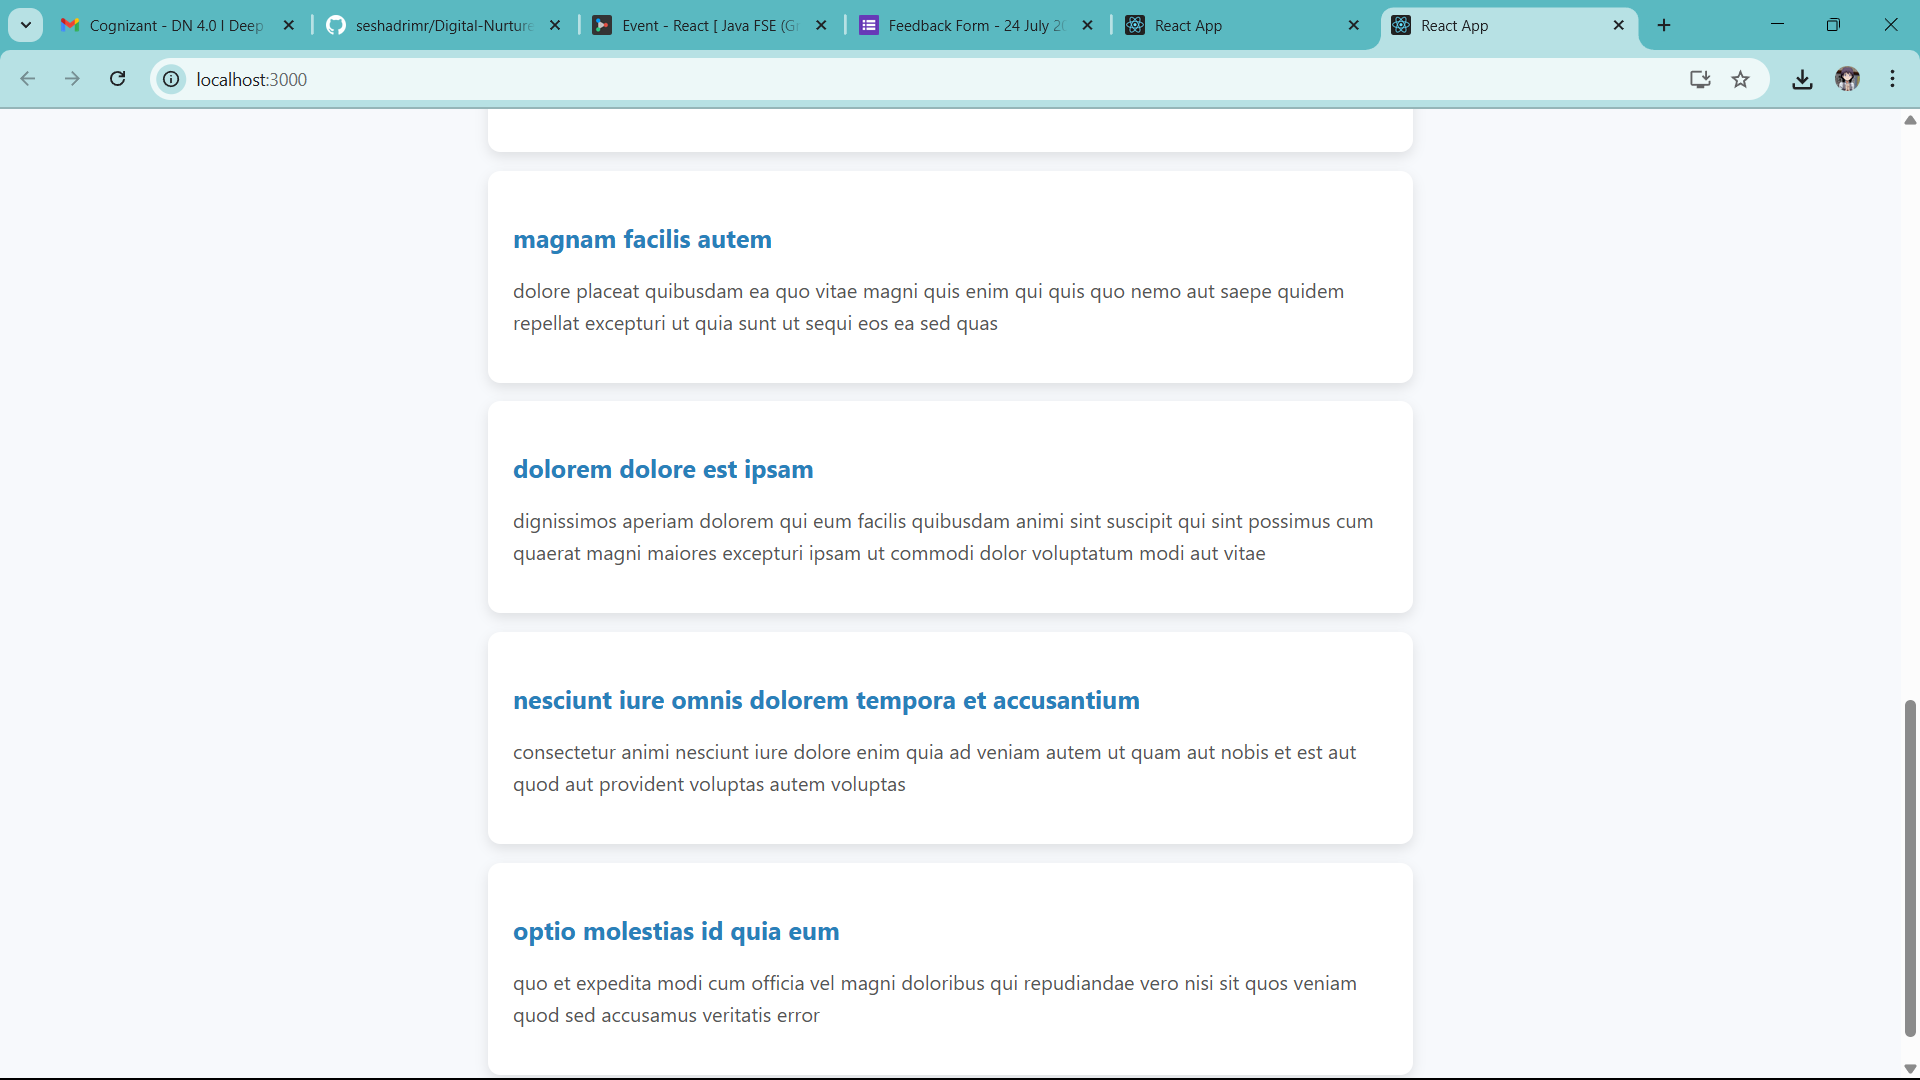 Cognizant - DN 4.0 I Deep
seshadrimr/Digital-Nurture
Event - React [ Java FSE (Gr
Feedback Form - 24 July 20
React App
React App
localhost:3000
magnam facilis autem
dolore placeat quibusdam ea quo vitae magni quis enim qui quis quo nemo aut saepe quidem
repellat excepturi ut quia sunt ut sequi eos ea sed quas
dolorem dolore est ipsam
dignissimos aperiam dolorem qui eum facilis quibusdam animi sint suscipit qui sint possimus cum
quaerat magni maiores excepturi ipsam ut commodi dolor voluptatum modi aut vitae
nesciunt iure omnis dolorem tempora et accusantium
consectetur animi nesciunt iure dolore enim quia ad veniam autem ut quam aut nobis et est aut
quod aut provident voluptas autem voluptas
optio molestias id quia eum
quo et expedita modi cum officia vel magni doloribus qui repudiandae vero nisi sit quos veniam
quod sed accusamus veritatis error